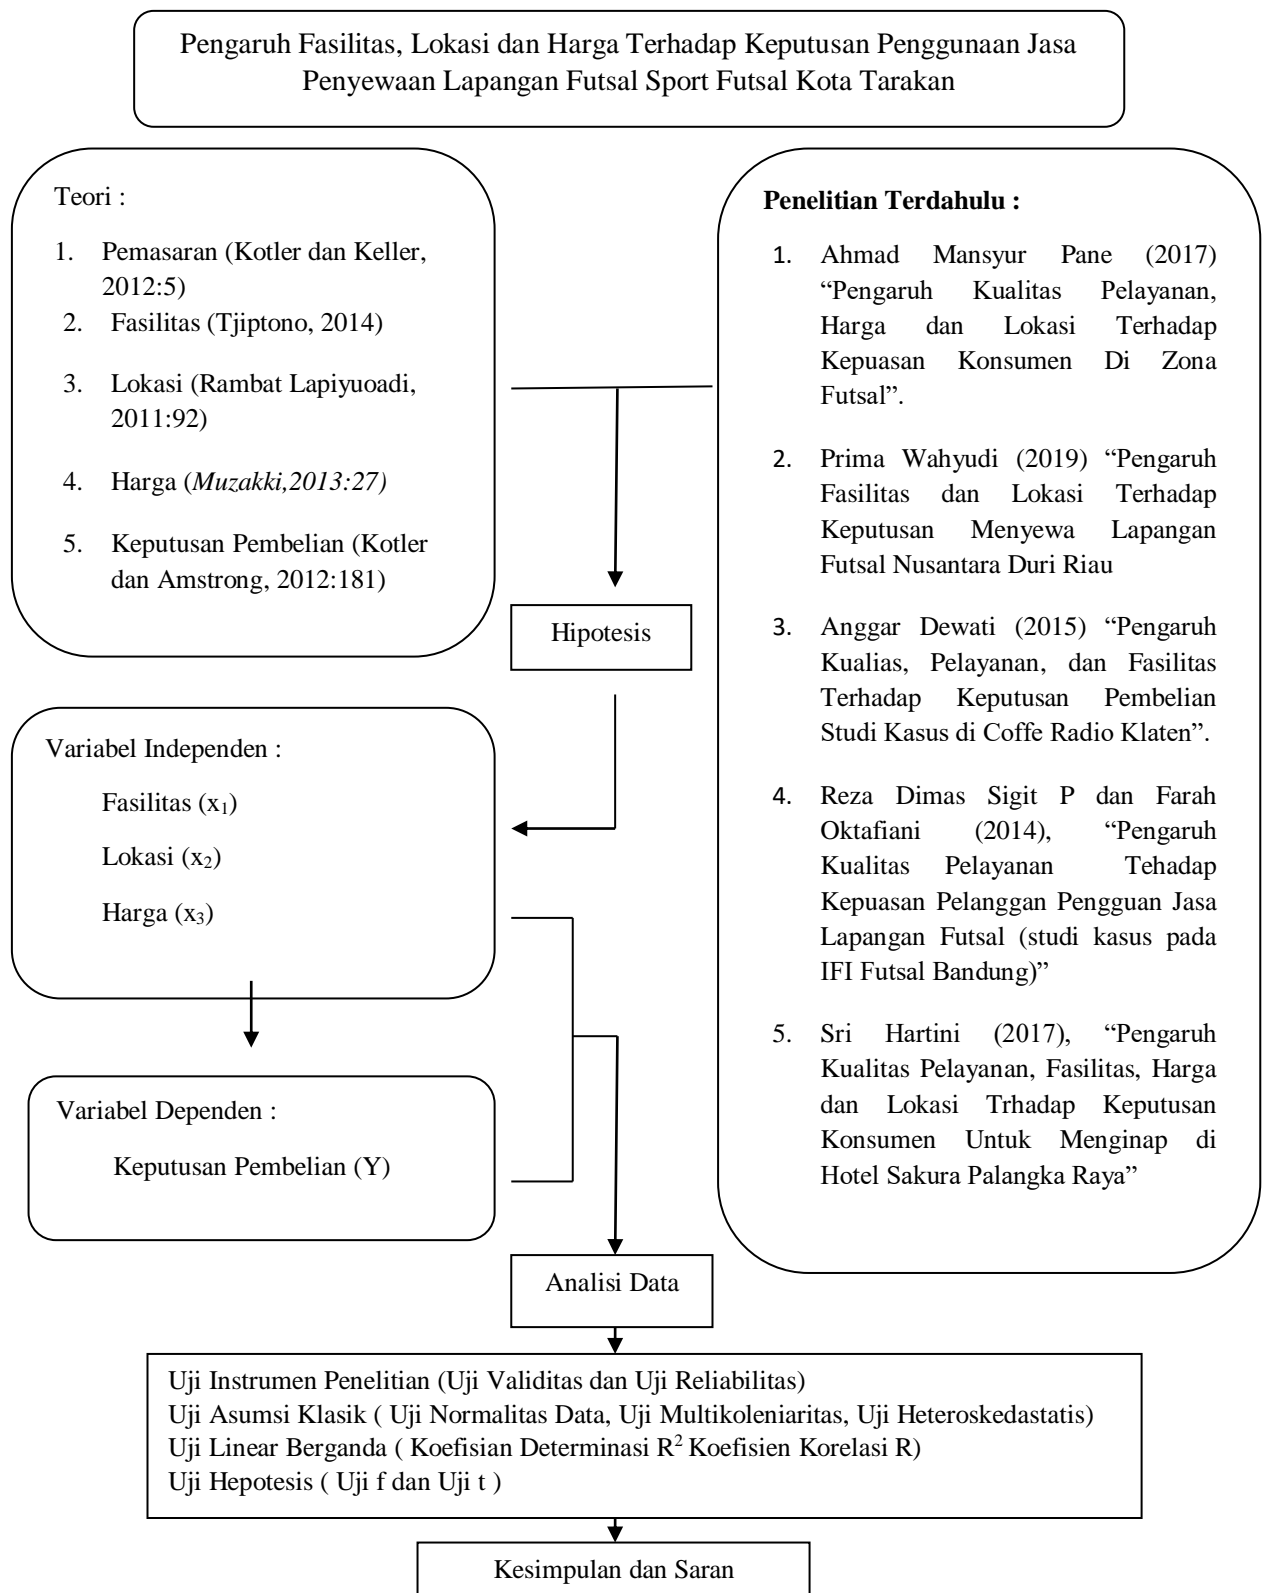 Pengaruh Fasilitas, Lokasi dan Harga Terhadap Keputusan Penggunaan Jasa
Penyewaan Lapangan Futsal Sport Futsal Kota Tarakan
Teori :
1. Pemasaran (Kotler dan Keller,
2012:5)
2. Fasilitas (Tjiptono, 2014)
3. Lokasi (Rambat Lapiyuoadi,
2011:92)
4. Harga (Muzakki,2013:27)
5. Keputusan Pembelian (Kotler
dan Amstrong, 2012:181)
Penelitian Terdahulu :
1. Ahmad Mansyur Pane (2017)
“Pengaruh Kualitas Pelayanan,
Harga dan Lokasi Terhadap
Kepuasan Konsumen Di Zona
Futsal”.
2. Prima Wahyudi (2019) “Pengaruh
Fasilitas dan Lokasi Terhadap
Keputusan Menyewa Lapangan
Futsal Nusantara Duri Riau
3. Anggar Dewati (2015) “Pengaruh
Kualias, Pelayanan, dan Fasilitas
Terhadap Keputusan Pembelian
Studi Kasus di Coffe Radio Klaten”.
4. Reza Dimas Sigit P dan Farah
Oktafiani (2014), “Pengaruh
Kualitas Pelayanan Tehadap
Kepuasan Pelanggan Pengguan Jasa
Lapangan Futsal (studi kasus pada
IFI Futsal Bandung)”
5. Sri Hartini (2017), “Pengaruh
Kualitas Pelayanan, Fasilitas, Harga
dan Lokasi Trhadap Keputusan
Konsumen Untuk Menginap di
Hotel Sakura Palangka Raya”
Hipotesis
Variabel Independen :
Fasilitas (x₁)
Lokasi (x₂)
Harga (x₃)
Variabel Dependen :
Keputusan Pembelian (Y)
Analisi Data
Uji Instrumen Penelitian (Uji Validitas dan Uji Reliabilitas)
Uji Asumsi Klasik ( Uji Normalitas Data, Uji Multikoleniaritas, Uji Heteroskedastatis)
Uji Linear Berganda ( Koefisian Determinasi R² Koefisien Korelasi R)
Uji Hepotesis ( Uji f dan Uji t )
Kesimpulan dan Saran